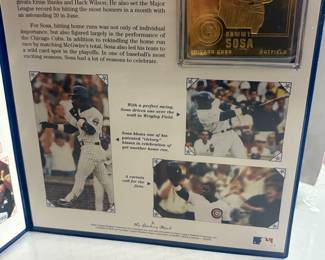 rivals Ernie Banks and Hack Wilson. He also set the Major
League record for hitting the most homers in a month with
an astounding 20 in June.
For Sosa, hitting home runs was not only of individual
importance, but also figured largely in the performance of
the Chicago Cubs. In addition to rekindling the home run
race by matching McGwire's total, Sosa also led his team to
a wild card spot in the playoffs. In one of baseball's most
exciting seasons, Sosa had a lot of reasons to celebrate.
SAMMY
SOSA
CHICAGO CUBS
OUTFIELD
With a perfect swing,
Sosa drives one over the
wall in Wrigley Field.
Sosa blows one of
his patented "victory"
kisses in celebration of
yet another home run.
A curtain
call for the
fans.